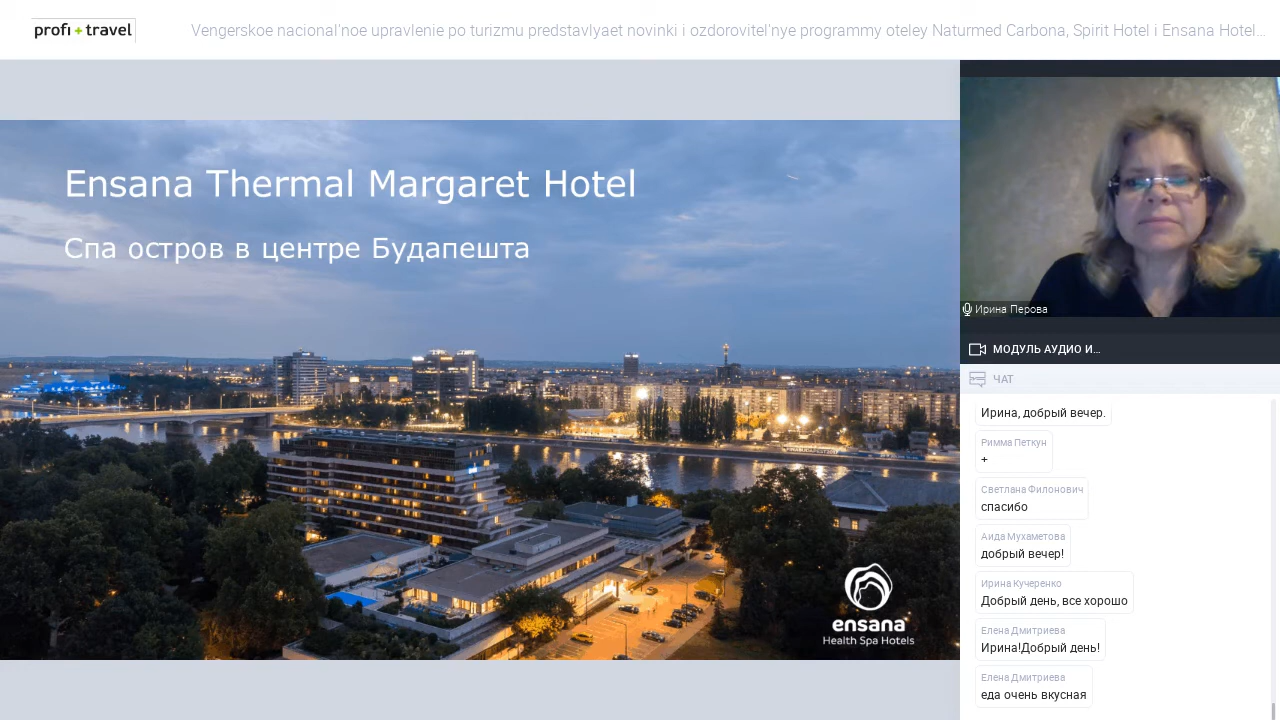 profi + travel
Vengerskoe nacional'noe upravlenie po turizmu predstavlyaet novinki i ozdorovitel'nye programmy oteley Naturmed Carbona, Spirit Hotel i Ensana Hotel...
Ensana Thermal Margaret Hotel
Спа остров в центре Будапешта
ensana
Health Spa Hotels
Ирина Перова
МОДУЛЬ АУДИО И...
ЧАТ
Ирина, добрый вечер.
Римма Петкун
+
Светлана Филонович
спасибо
Аида Мухаметова
добрый вечер!
Ирина Кучеренко
Добрый день, все хорошо
Елена Дмитриева
Ирина!Добрый день!
Елена Дмитриева
еда очень вкусная